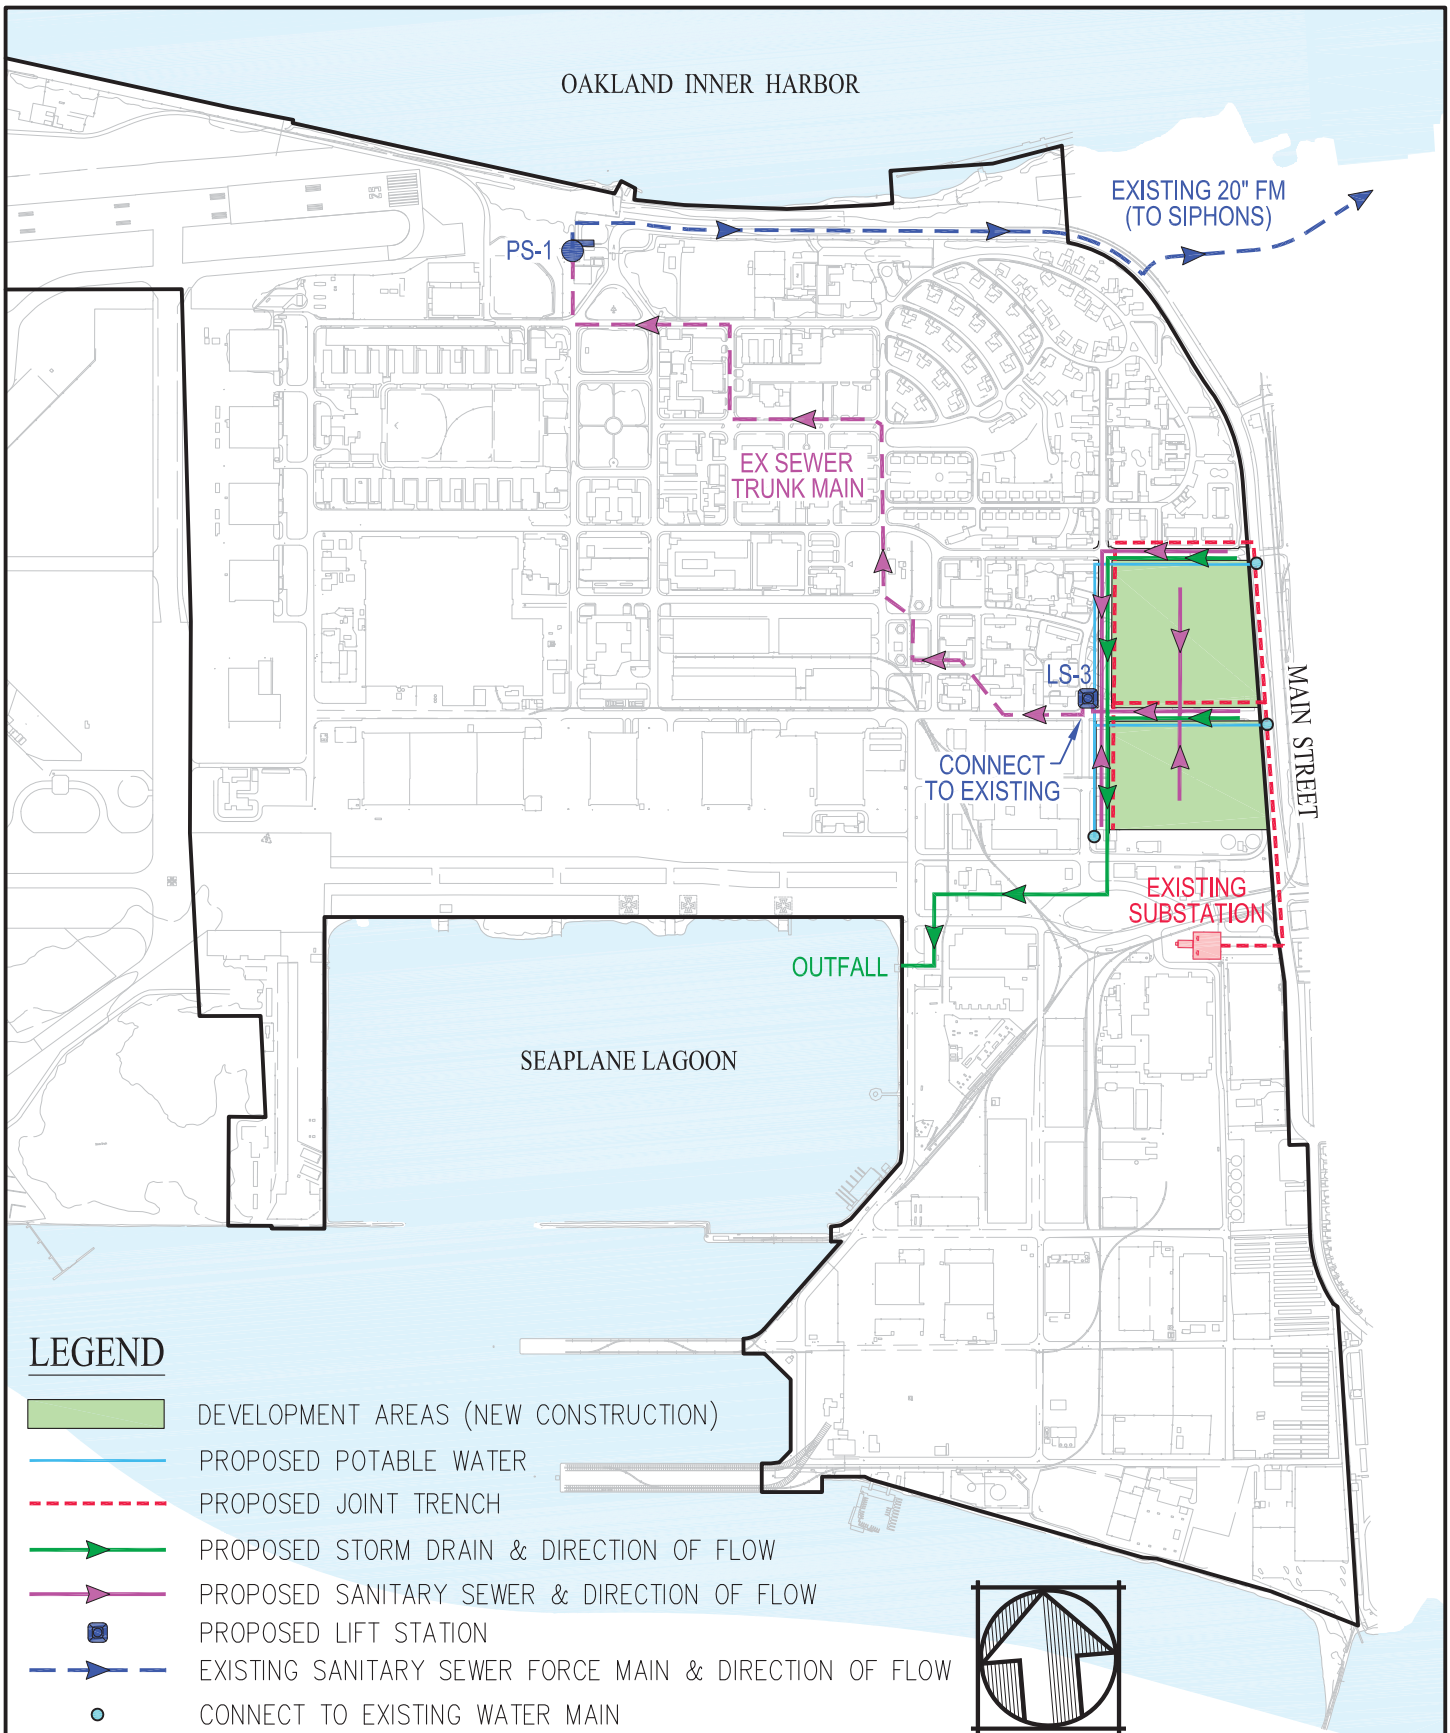 OAKLAND INNER HARBOR
EXISTING 20" FM
(TO SIPHONS)
PS-1
EX SEWER
TRUNK MAIN
LS-3
MAIN STREET
CONNECT
TO EXISTING
EXISTING
SUBSTATION
OUTFALL
SEAPLANE LAGOON
LEGEND
DEVELOPMENT AREAS (NEW CONSTRUCTION)
PROPOSED POTABLE WATER
PROPOSED JOINT TRENCH
PROPOSED STORM DRAIN & DIRECTION OF FLOW
PROPOSED SANITARY SEWER & DIRECTION OF FLOW
PROPOSED LIFT STATION
EXISTING SANITARY SEWER FORCE MAIN & DIRECTION OF FLOW
CONNECT TO EXISTING WATER MAIN